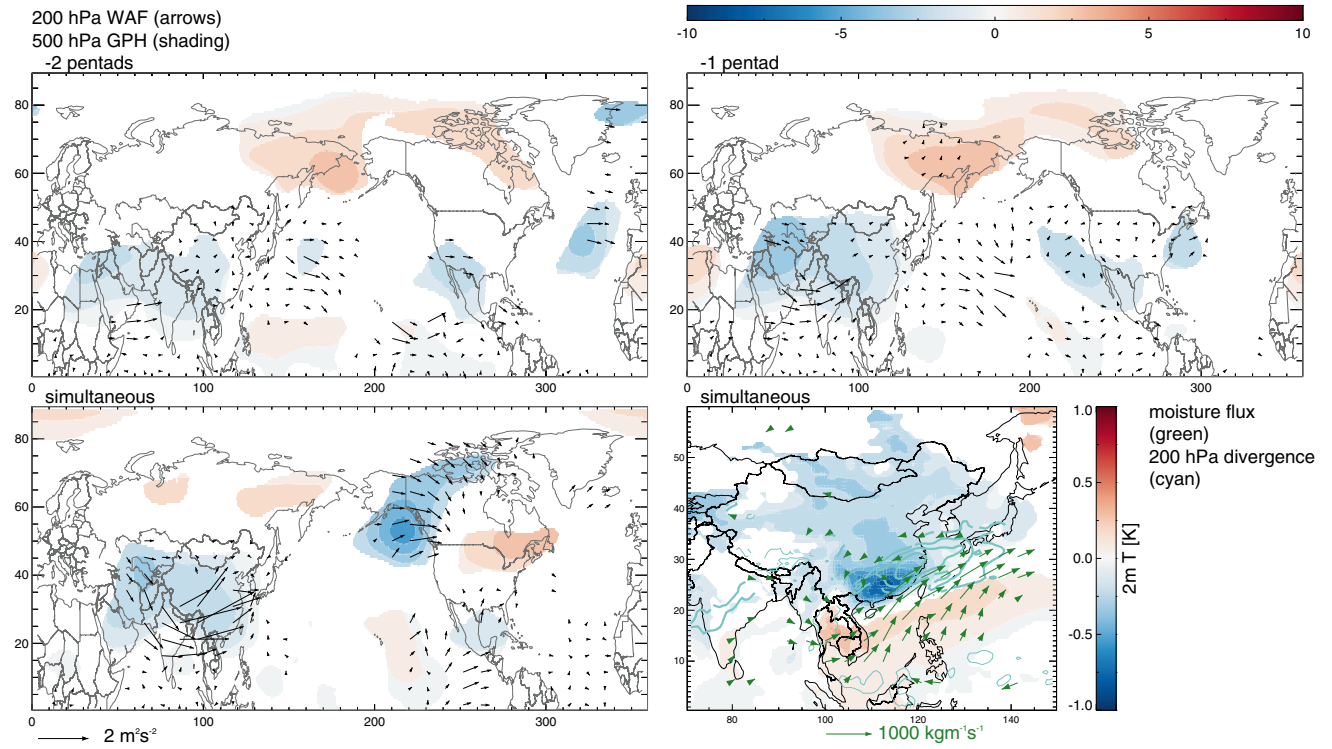 200 hPa WAF (arrows)
500 hPa GPH (shading)
-10 -5 0 5 10
-2 pentads
-1 pentad
80
60
40
20
0 100 200 300
80
60
40
20
0 100 200 300
simultaneous
simultaneous
80
60
40
20
0 100 200 300
2 m²s⁻²
50
40
30
20
10
80 100 120 140
1000 kgm⁻¹s⁻¹
1.0
0.5
0.0
-0.5
-1.0
2m T [K]
moisture flux
(green)
200 hPa divergence
(cyan)